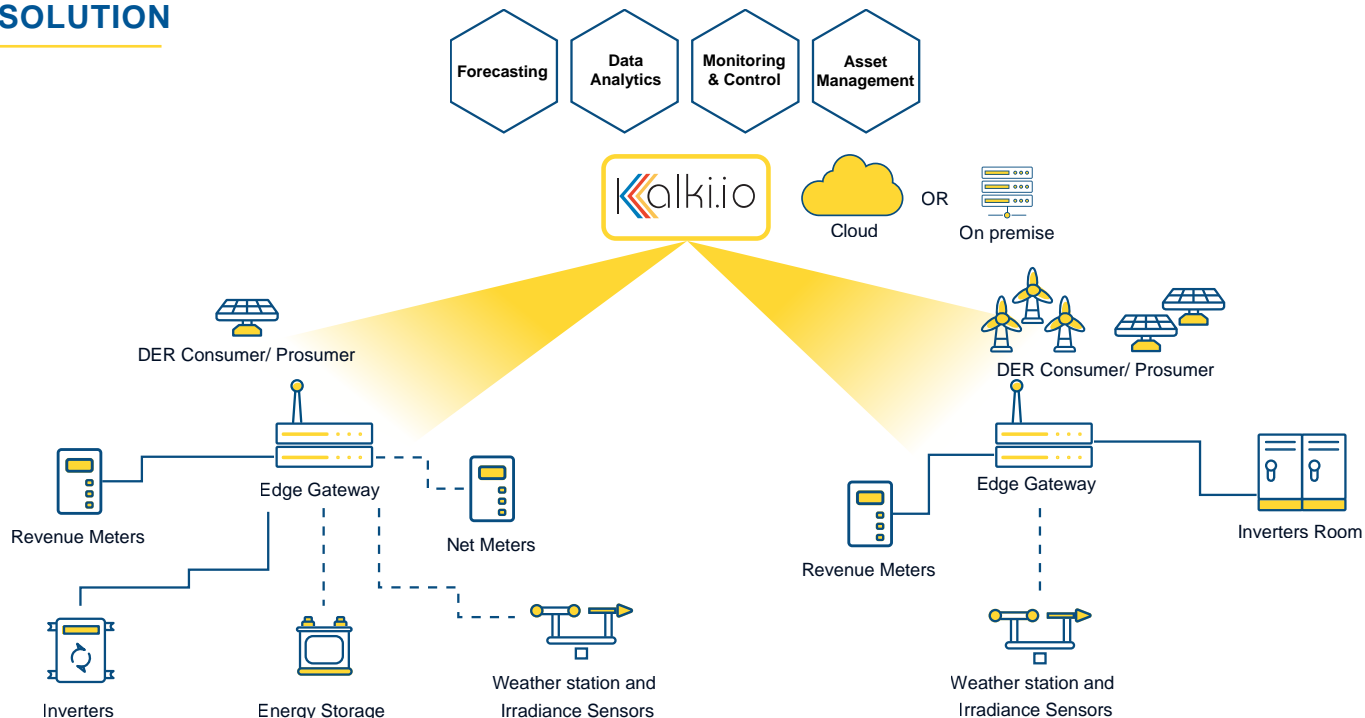 SOLUTION
Forecasting
Data
Analytics
Monitoring
& Control
Asset
Management
Kalki.io
Cloud
OR
On premise
DER Consumer/ Prosumer
DER Consumer/ Prosumer
Edge Gateway
Edge Gateway
Revenue Meters
Net Meters
Revenue Meters
Inverters Room
Inverters
Energy Storage
Weather station and
Irradiance Sensors
Weather station and
Irradiance Sensors